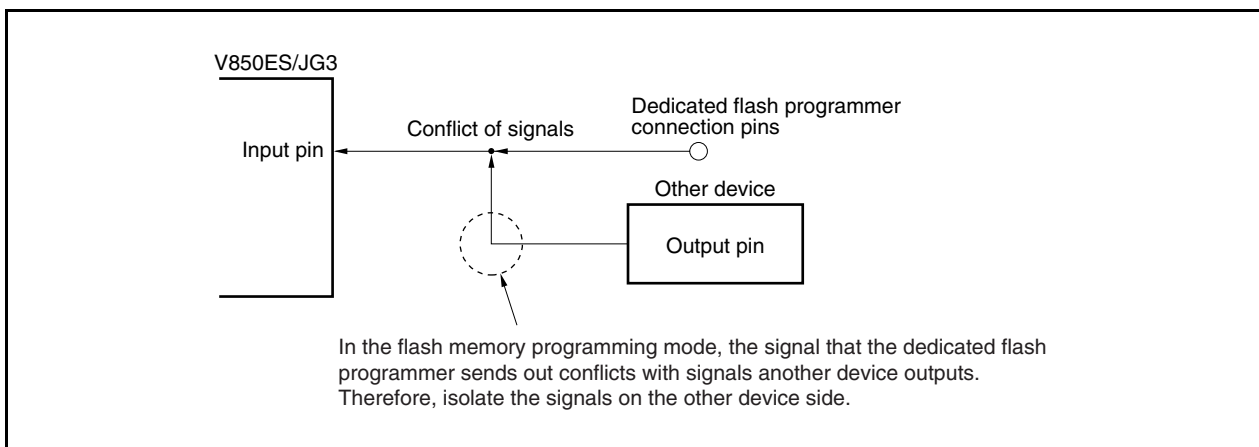 V850ES/JG3
Dedicated flash programmer
connection pins
Conflict of signals
Input pin
Other device
Output pin
In the flash memory programming mode, the signal that the dedicated flash
programmer sends out conflicts with signals another device outputs.
Therefore, isolate the signals on the other device side.